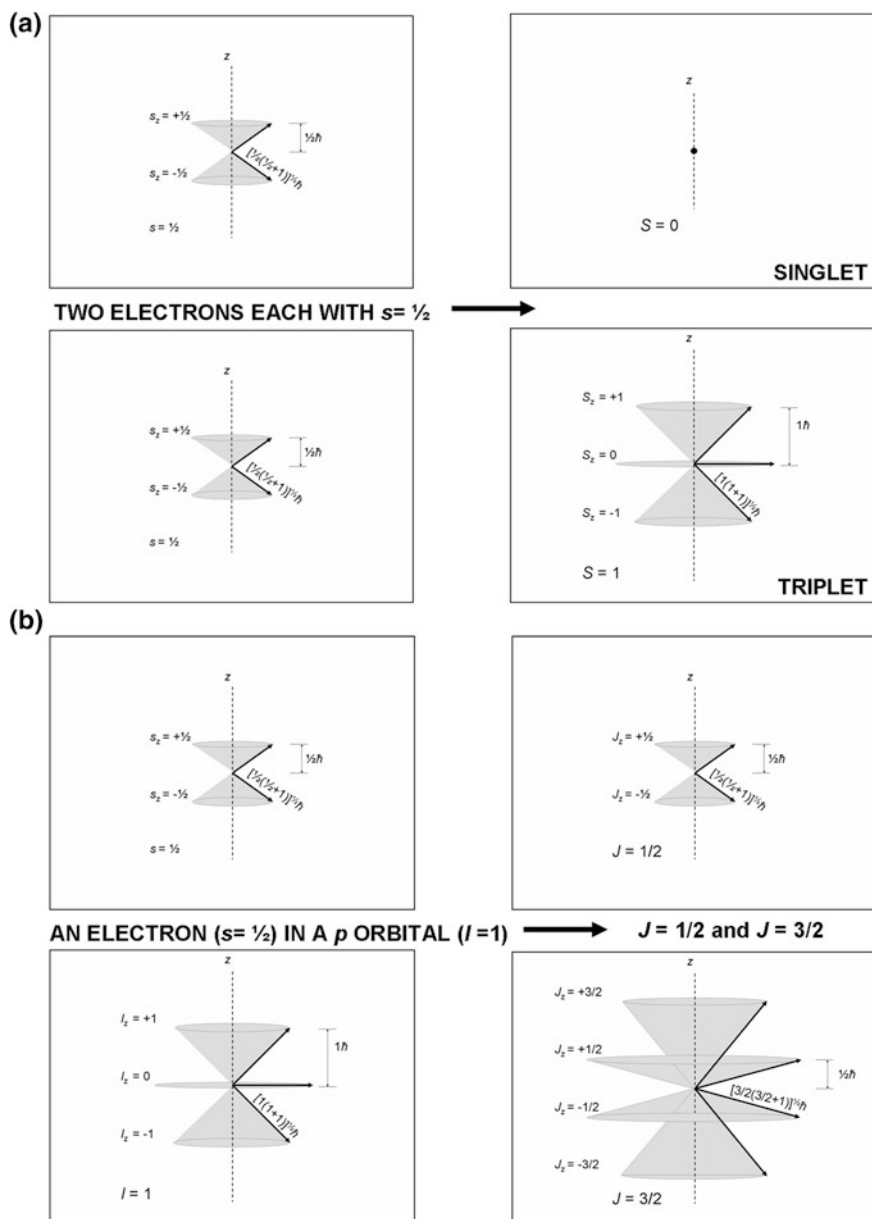 (a)
z
s_z = +½
½ħ
[½(½+1)]^½ħ
s_z = -½
s = ½
z
S = 0
SINGLET
TWO ELECTRONS EACH WITH s= ½
z
s_z = +½
½ħ
[½(½+1)]^½ħ
s_z = -½
s = ½
z
S_z = +1
1ħ
S_z = 0
[1(1+1)]^½ħ
S_z = -1
S = 1
TRIPLET
(b)
z
s_z = +½
½ħ
[½(½+1)]^½ħ
s_z = -½
s = ½
z
J_z = +½
½ħ
[½(½+1)]^½ħ
J_z = -½
J = 1/2
AN ELECTRON (s= ½) IN A p ORBITAL (l =1)
J = 1/2 and J = 3/2
z
l_z = +1
1ħ
l_z = 0
[1(1+1)]^½ħ
l_z = -1
l = 1
z
J_z = +3/2
J_z = +1/2
½ħ
[3/2(3/2+1)]^½ħ
J_z = -1/2
J_z = -3/2
J = 3/2